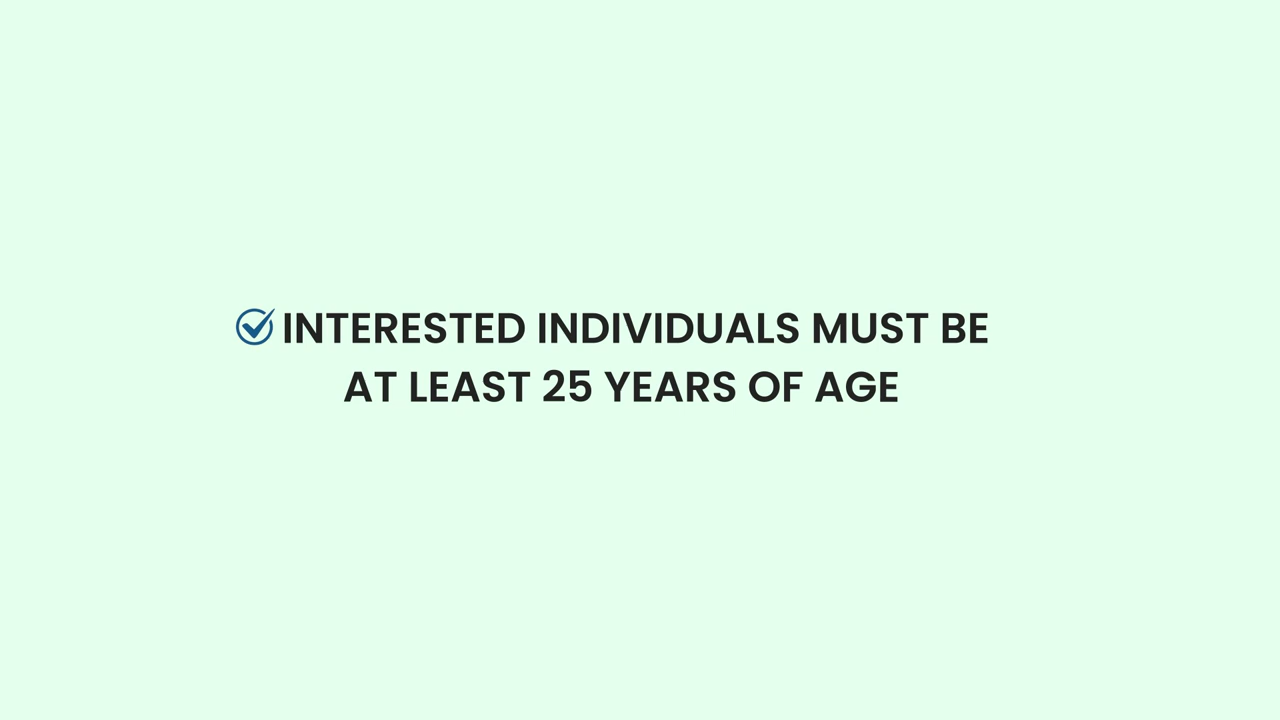 INTERESTED INDIVIDUALS MUST BE
AT LEAST 25 YEARS OF AGE